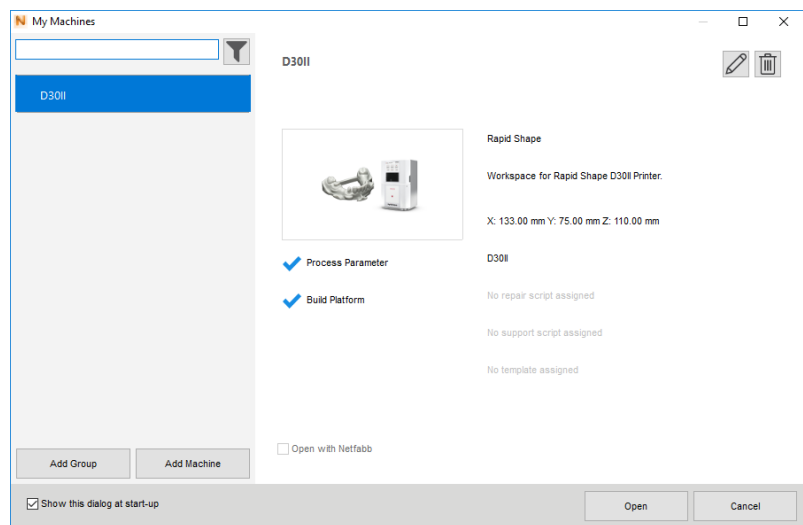 My Machines
D30II
D30II
Rapid Shape
Workspace for Rapid Shape D30II Printer.
X: 133.00 mm Y: 75.00 mm Z: 110.00 mm
Process Parameter
D30II
Build Platform
No repair script assigned
No support script assigned
No template assigned
Open with Netfabb
Add Group
Add Machine
Show this dialog at start-up
Open
Cancel